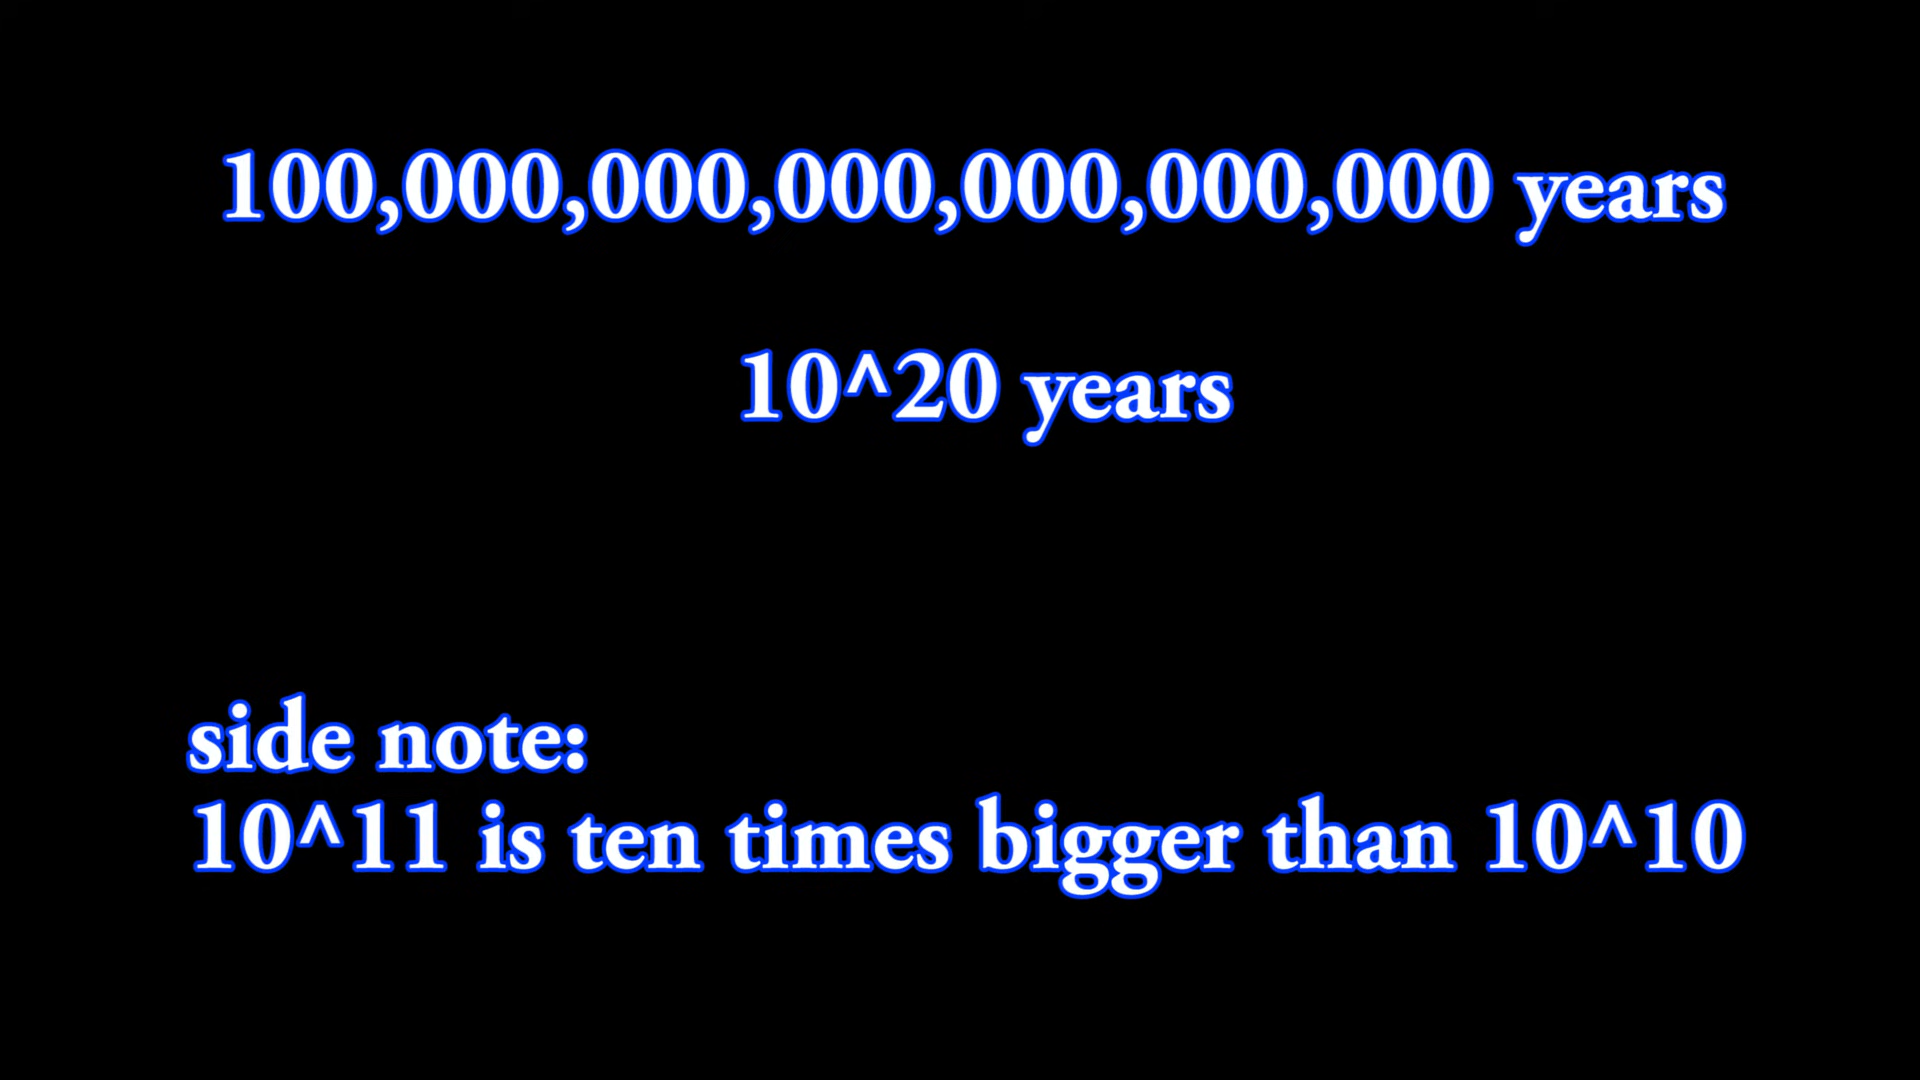 100,000,000,000,000,000,000 years
10^20 years
side note:
10^11 is ten times bigger than 10^10